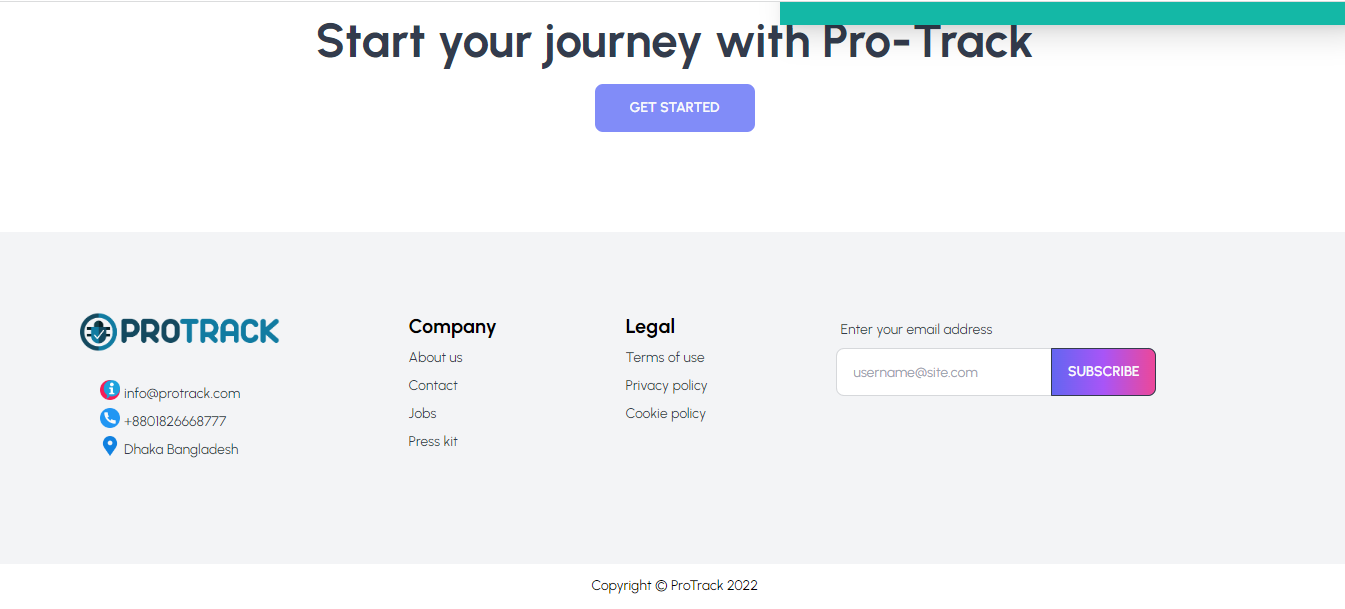 Start your journey with Pro-Track
GET STARTED
PROTRACK
info@protrack.com
+8801826668777
Dhaka Bangladesh
Company
About us
Contact
Jobs
Press kit
Legal
Terms of use
Privacy policy
Cookie policy
Enter your email address
username@site.com
SUBSCRIBE
Copyright © ProTrack 2022